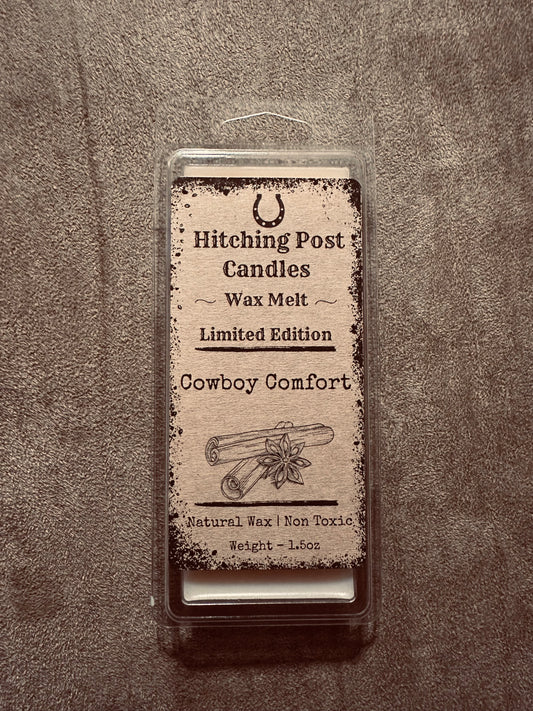 Hitching Post
Candles
~ Wax Melt ~
Limited Edition
Cowboy Comfort
Natural Wax | Non Toxic
Weight - 1.5oz